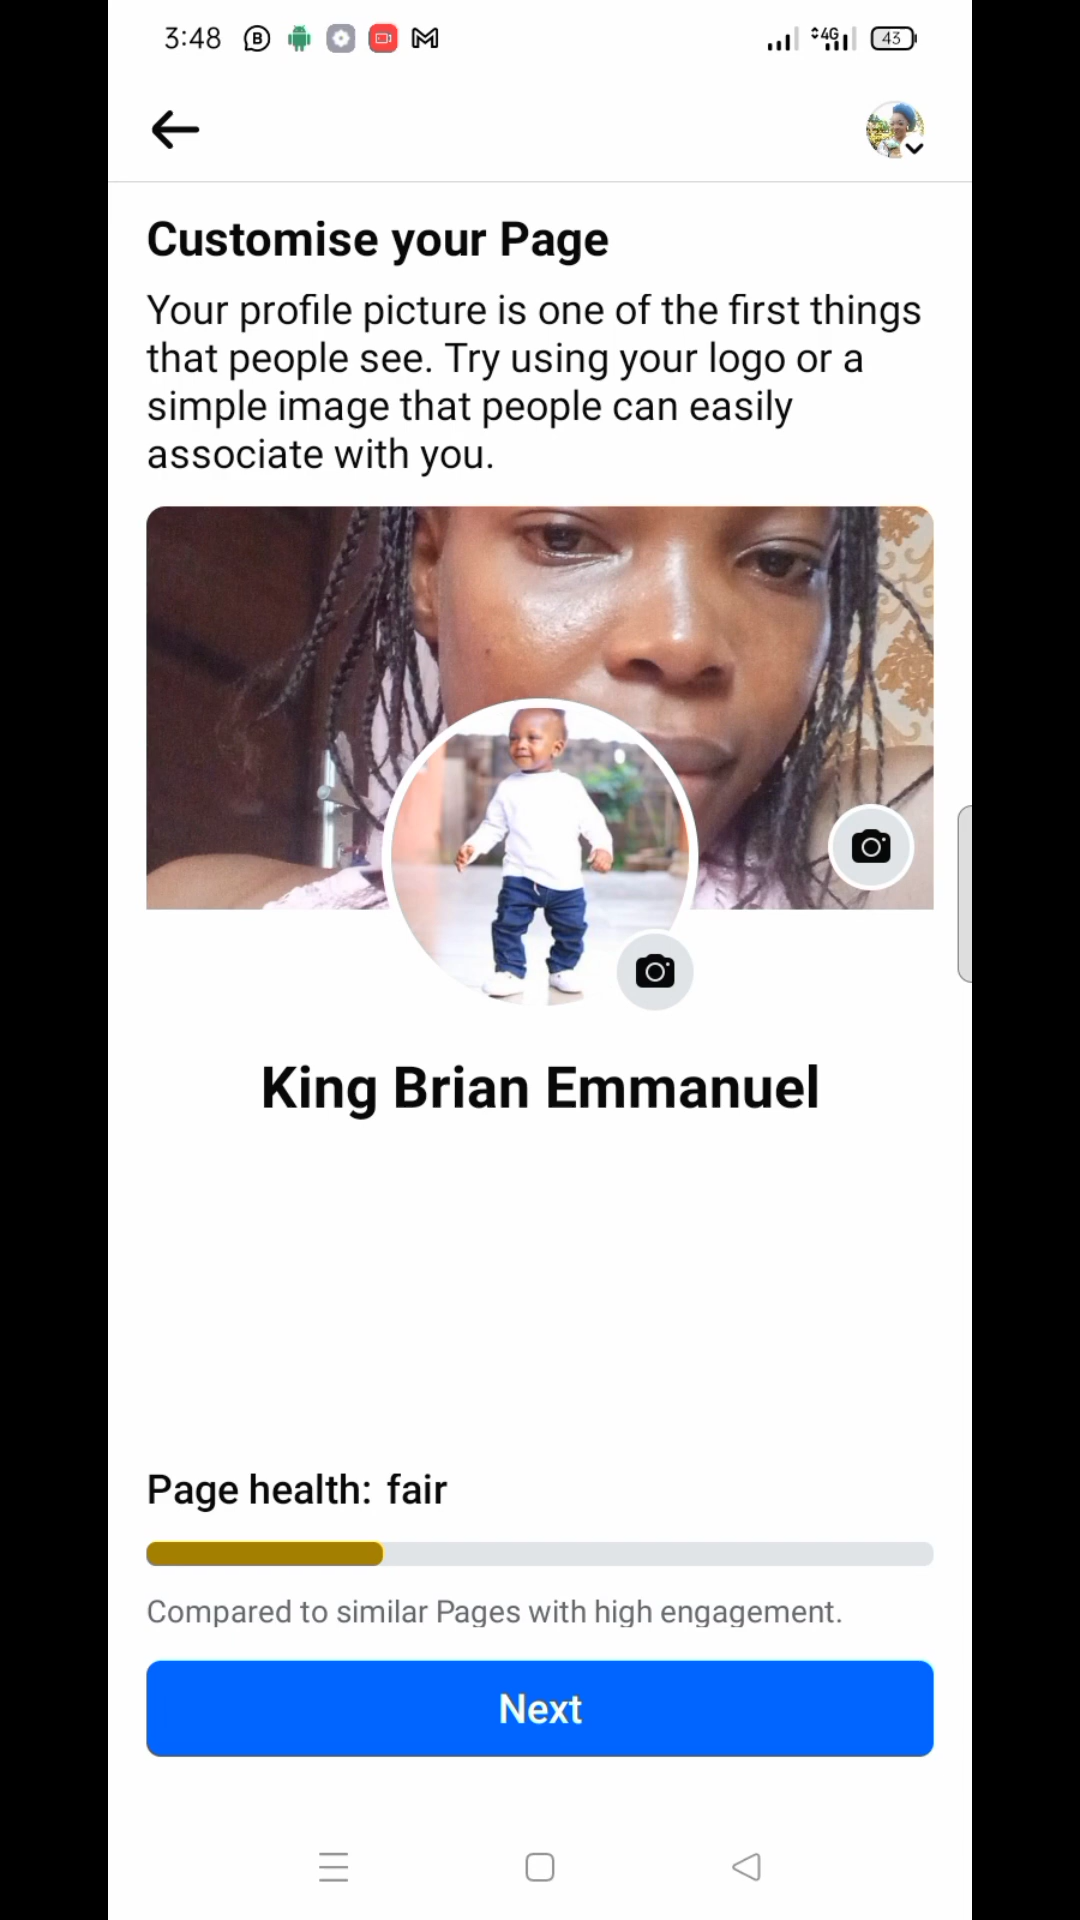 3:48
4G
43
Customise your Page
Your profile picture is one of the first things
that people see. Try using your logo or a
simple image that people can easily
associate with you.
King Brian Emmanuel
Page health: fair
Compared to similar Pages with high engagement.
Next